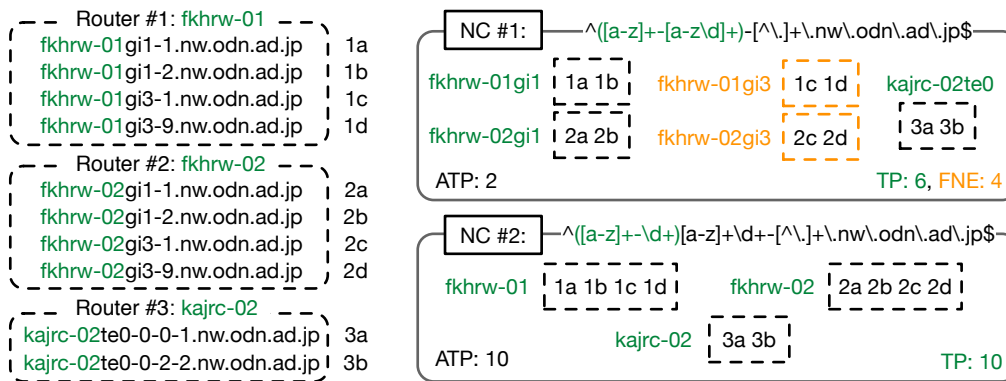 Router #1: fkhrw-01
fkhrw-01gi1-1.nw.odn.ad.jp 1a
fkhrw-01gi1-2.nw.odn.ad.jp 1b
fkhrw-01gi3-1.nw.odn.ad.jp 1c
fkhrw-01gi3-9.nw.odn.ad.jp 1d
Router #2: fkhrw-02
fkhrw-02gi1-1.nw.odn.ad.jp 2a
fkhrw-02gi1-2.nw.odn.ad.jp 2b
fkhrw-02gi3-1.nw.odn.ad.jp 2c
fkhrw-02gi3-9.nw.odn.ad.jp 2d
Router #3: kajrc-02
kajrc-02te0-0-0-1.nw.odn.ad.jp 3a
kajrc-02te0-0-2-2.nw.odn.ad.jp 3b
NC #1: ^([a-z]+-[a-z\d]+)-[^\.]+\.nw\.odn\.ad\.jp$
fkhrw-01gi1 1a 1b fkhrw-01gi3 1c 1d kajrc-02te0
fkhrw-02gi1 2a 2b fkhrw-02gi3 2c 2d 3a 3b
ATP: 2 TP: 6, FNE: 4
NC #2: ^([a-z]+-\d+)[a-z]+\d+-[^\.]+\.nw\.odn\.ad\.jp$
fkhrw-01 1a 1b 1c 1d fkhrw-02 2a 2b 2c 2d
kajrc-02 3a 3b
ATP: 10 TP: 10